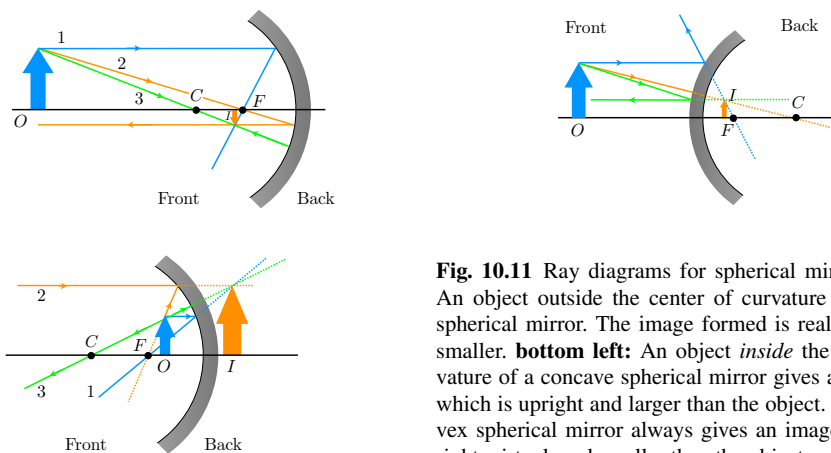 1
2
3
C
F
I
O
Front
Back
Front
Back
I
C
O
F
2
C
F
O
I
3
1
Front
Back
Fig. 10.11 Ray diagrams for spherical
An object outside the center of curvature
spherical mirror. The image formed is real
smaller. bottom left: An object inside the
vature of a concave spherical mirror gives a
which is upright and larger than the object.
vex spherical mirror always gives an image